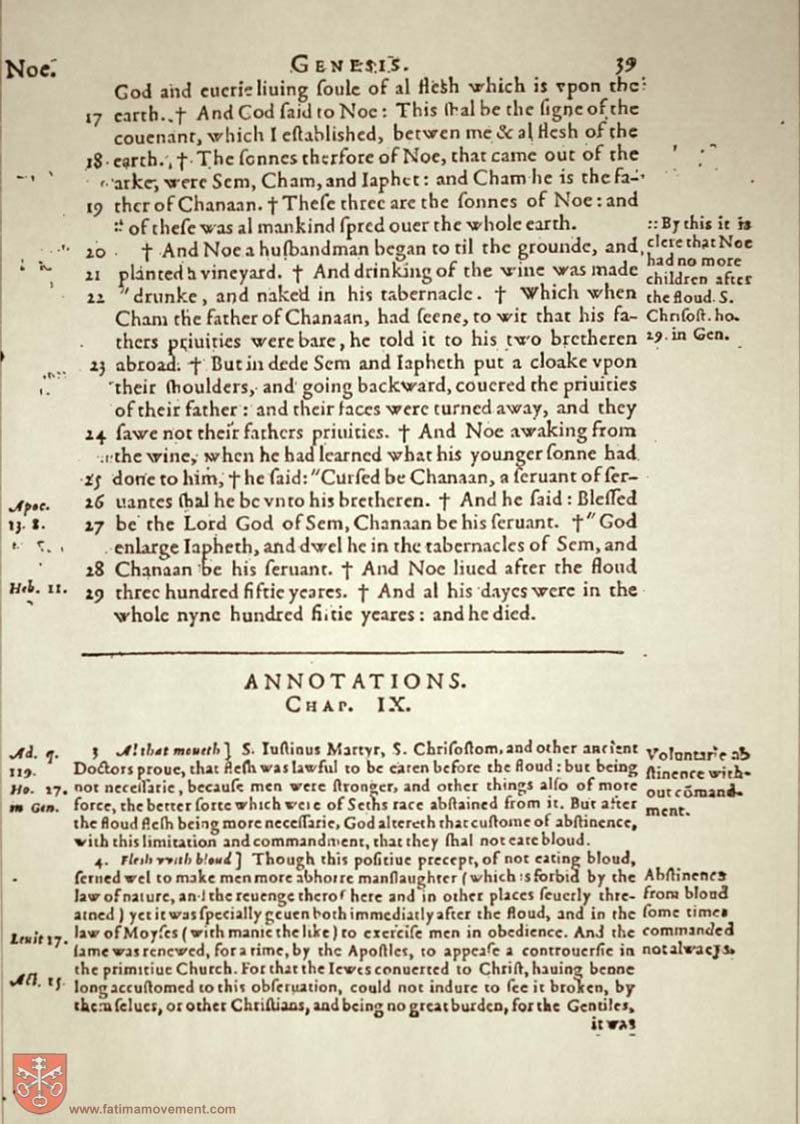 Noe. GENESIS. 39
God and euerie liuing soule of al flesh which is vpon the
17 earth. † And God said to Noe: This shal be the signe of the
couenant, which I established, betwen me & al flesh of the
18 earth. † The sonnes therfore of Noe, that came out of the
arke, were Sem, Cham, and Iaphet: and Cham he is the fa-
19 ther of Chanaan. † These three are the sonnes of Noe: and
:: of these was al mankind spred ouer the whole earth.
20 † And Noe a husbandman began to til the grounde, and
21 planted a vineyard. † And drinking of the wine was made
22 " drunke, and naked in his tabernacle. † Which when
Cham the father of Chanaan, had seene, to wit that his fa-
thers priuities were bare, he told it to his two bretheren
23 abroad. † But in dede Sem and Iapheth put a cloake vpon
their shoulders, and going backward, couered the priuities
of their father: and their faces were turned away, and they
24 sawe not their fathers priuities. † And Noe awaking from
the wine, when he had learned what his younger sonne had
25 done to him, † he said: "Cursed be Chanaan, a seruant of ser-
26 uantes shal he be vnto his bretheren. † And he said: Blessed
27 be the Lord God of Sem, Chanaan be his seruant. † "God
enlarge Iapheth, and dwel he in the tabernacles of Sem, and
28 Chanaan be his seruant. † And Noe liued after the floud
29 three hundred fiftie yeares. † And al his dayes were in the
whole nyne hundred fiftie yeares: and he died.
:: By this it is
clere that Noe
had no more
children after
the floud. S.
Chrisost. ho.
29. in Gen.
Apoc.
13. 8.
Heb. 11.
ANNOTATIONS.
CHAP. IX.
3 Al that moueth] S. Iustinus Martyr, S. Chrisostom, and other ancient
Doctors proue, that flesh was lawful to be eaten before the floud: but being
not necessarie, because men were stronger, and other things also of more
force, the better sorte which were of Seths race abstained from it. But after
the floud flesh being more necessarie, God altereth that custome of abstinence,
with this limitation and commandment, that they shal not eate bloud.
4. Flesh with bloud] Though this positiue precept, of not eating bloud,
serued wel to make men more abhorre manslaughter (which is forbid by the
law of nature, and the reuenge therof here and in other places seuerly thre-
atned) yet it was specially geuen both immediatly after the floud, and in the
law of Moyses (with manie the like) to exercise men in obedience. And the
same was renewed, for a time, by the Apostles, to appease a controuersie in
the primitiue Church. For that the Iewes conuerted to Christ, hauing beene
long accustomed to this obseruation, could not indure to see it broken, by
themselues, or other Christians, and being no great burden, for the Gentiles,
it was
Ad. q.
119.
Ho. 27.
in Gen.
Leuit 17.
Act. 15
Voluntarie ab
stinence with-
out cõmand-
ment.
Abstinence
from bloud
some times
commanded
not alwayes.
www.fatimamovement.com